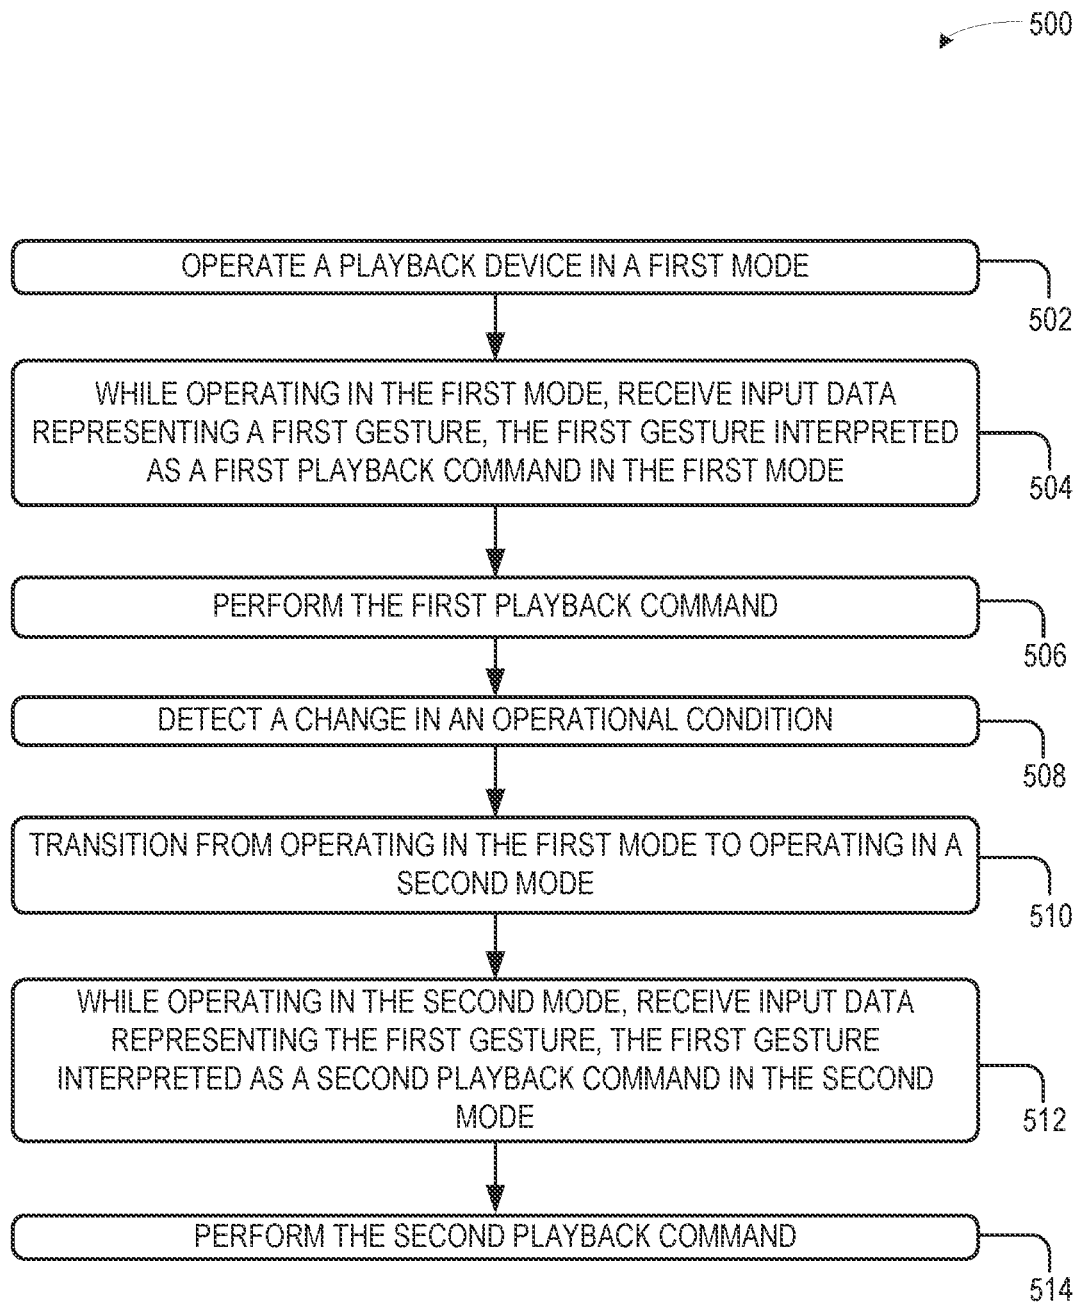 500
OPERATE A PLAYBACK DEVICE IN A FIRST MODE
502
WHILE OPERATING IN THE FIRST MODE, RECEIVE INPUT DATA
REPRESENTING A FIRST GESTURE, THE FIRST GESTURE INTERPRETED
AS A FIRST PLAYBACK COMMAND IN THE FIRST MODE
504
PERFORM THE FIRST PLAYBACK COMMAND
506
DETECT A CHANGE IN AN OPERATIONAL CONDITION
508
TRANSITION FROM OPERATING IN THE FIRST MODE TO OPERATING IN A
SECOND MODE
510
WHILE OPERATING IN THE SECOND MODE, RECEIVE INPUT DATA
REPRESENTING THE FIRST GESTURE, THE FIRST GESTURE
INTERPRETED AS A SECOND PLAYBACK COMMAND IN THE SECOND
MODE
512
PERFORM THE SECOND PLAYBACK COMMAND
514